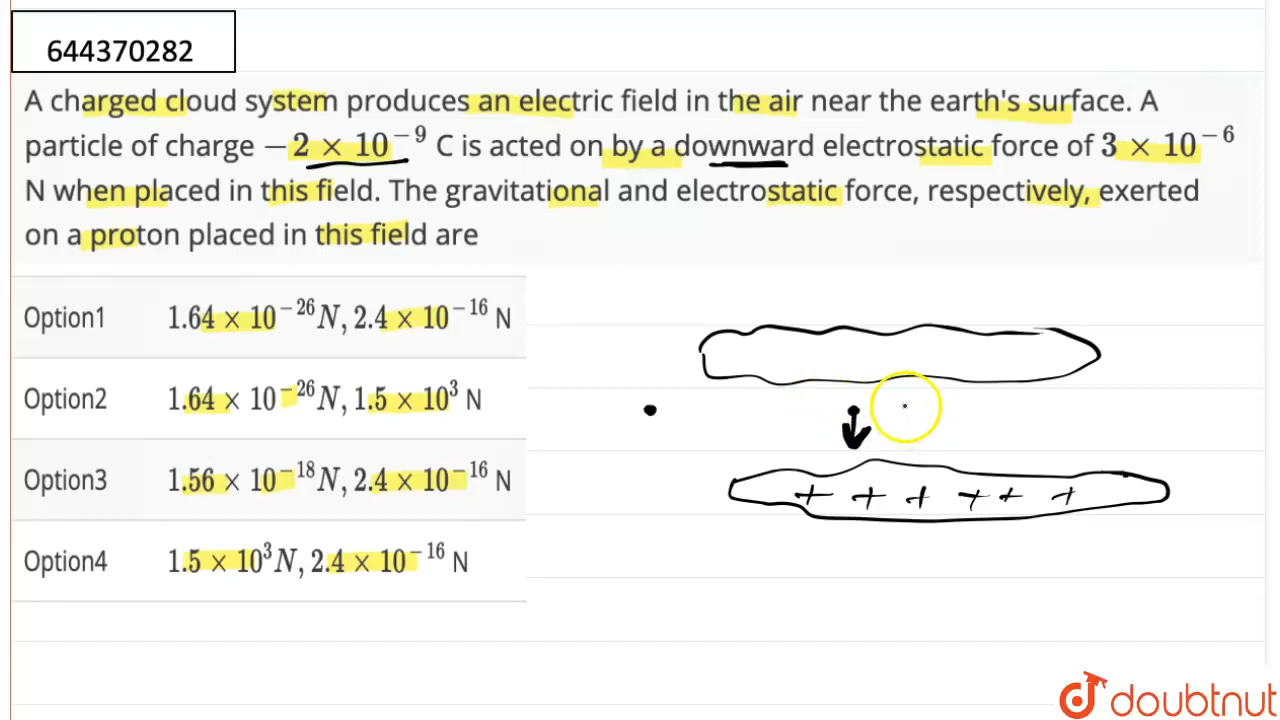 644370282
A charged cloud system produces an electric field in the air near the earth's surface. A
particle of charge − 2 × 10⁻⁹ C is acted on by a downward electrostatic force of 3 × 10⁻⁶
N when placed in this field. The gravitational and electrostatic force, respectively, exerted
on a proton placed in this field are
Option1 1.64 × 10⁻²⁶ N, 2.4 × 10⁻¹⁶ N
Option2 1.64 × 10⁻²⁶ N, 1.5 × 10³ N
Option3 1.56 × 10⁻¹⁸ N, 2.4 × 10⁻¹⁶ N
+ + + + + +
Option4 1.5 × 10³ N, 2.4 × 10⁻¹⁶ N
doubtnut